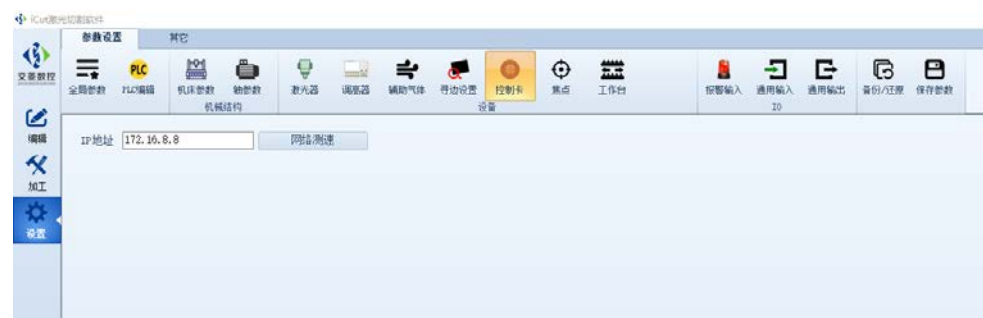 iCut激光切割软件
参数设置 其它
交菱数控
全局参数 PLC编辑 机床参数 轴参数 激光器 调高器 辅助气体 寻边设置 控制卡 焦点 工作台 报警输入 通用输入 通用输出 备份/还原 保存参数
PLC
机械结构 设备 IO
编辑
IP地址 172.16.8.8 网络测速
加工
设置